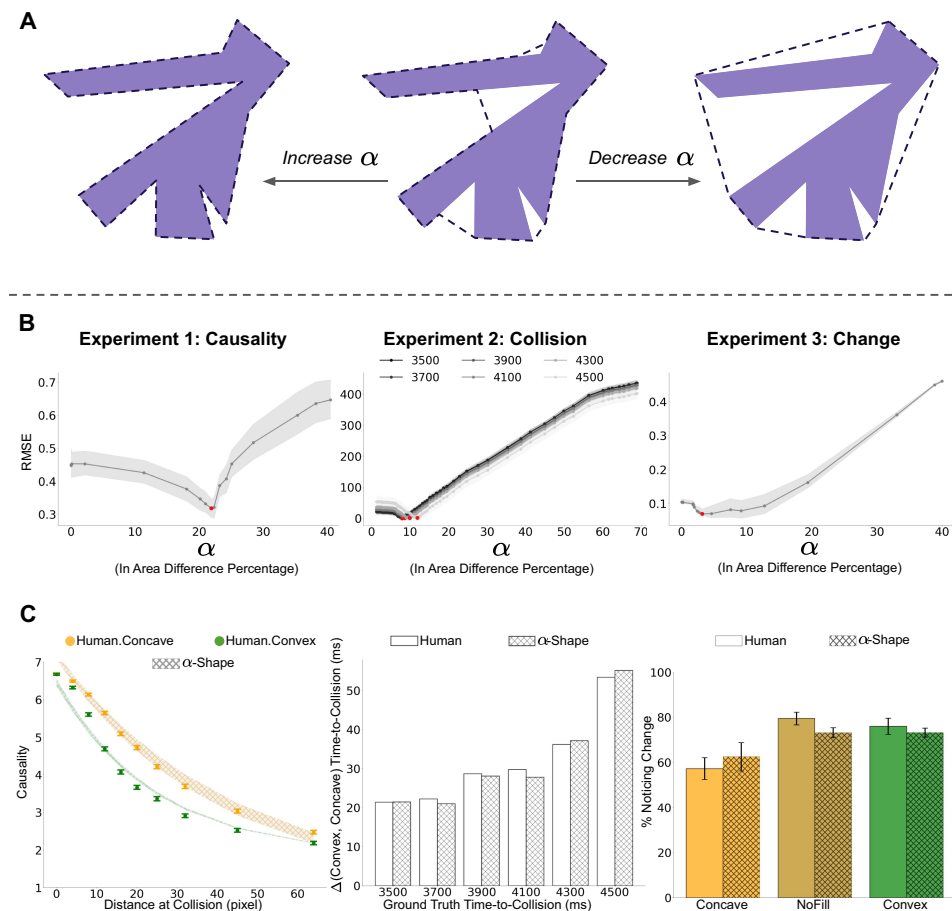 A
Increase α
Decrease α
B
Experiment 1: Causality
Experiment 2: Collision
Experiment 3: Change
3500 3900 4300
3700 4100 4500
RMSE
0.7
0.6
0.5
0.4
0.3
0 10 20 30 40
α
(In Area Difference Percentage)
400
300
200
100
0
0 10 20 30 40 50 60 70
α
(In Area Difference Percentage)
0.4
0.3
0.2
0.1
0 10 20 30 40
α
(In Area Difference Percentage)
C
Human.Concave Human.Convex
α-Shape
Causality
7
6
5
4
3
2
1
0 10 20 30 40 50 60
Distance at Collision (pixel)
Human α-Shape
Δ (Convex, Concave) Time-to-Collision (ms)
50
40
30
20
10
0
3500 3700 3900 4100 4300 4500
Ground Truth Time-to-Collision (ms)
Human α-Shape
% Noticing Change
100
80
60
40
20
0
Concave NoFill Convex